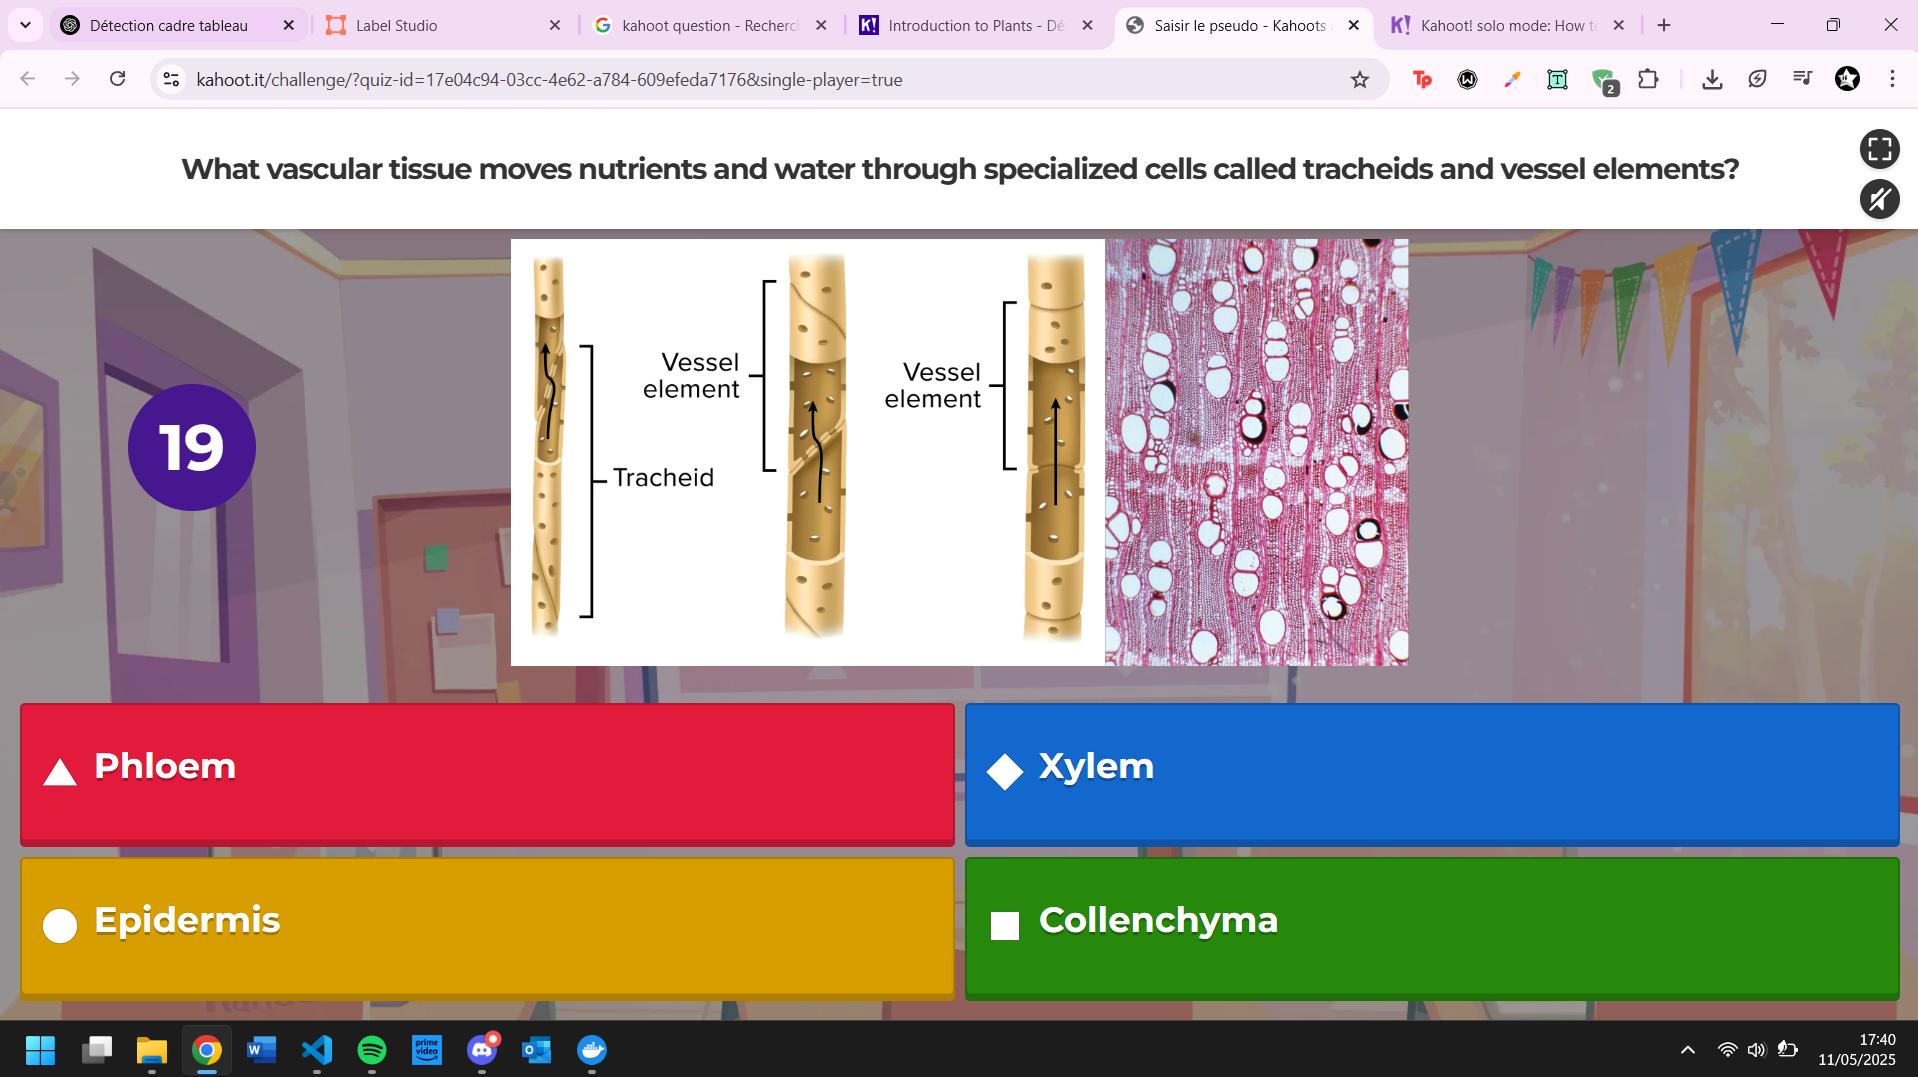 Détection cadre tableau
Label Studio
kahoot question - Recherc
Introduction to Plants - Dé
Saisir le pseudo - Kahoots
Kahoot! solo mode: How t
kahoot.it/challenge/?quiz-id=17e04c94-03cc-4e62-a784-609efeda7176&single-player=true
2
What vascular tissue moves nutrients and water through specialized cells called tracheids and vessel elements?
19
Vessel
element
Vessel
element
Tracheid
Phloem
Xylem
Epidermis
Collenchyma
17:40
11/05/2025